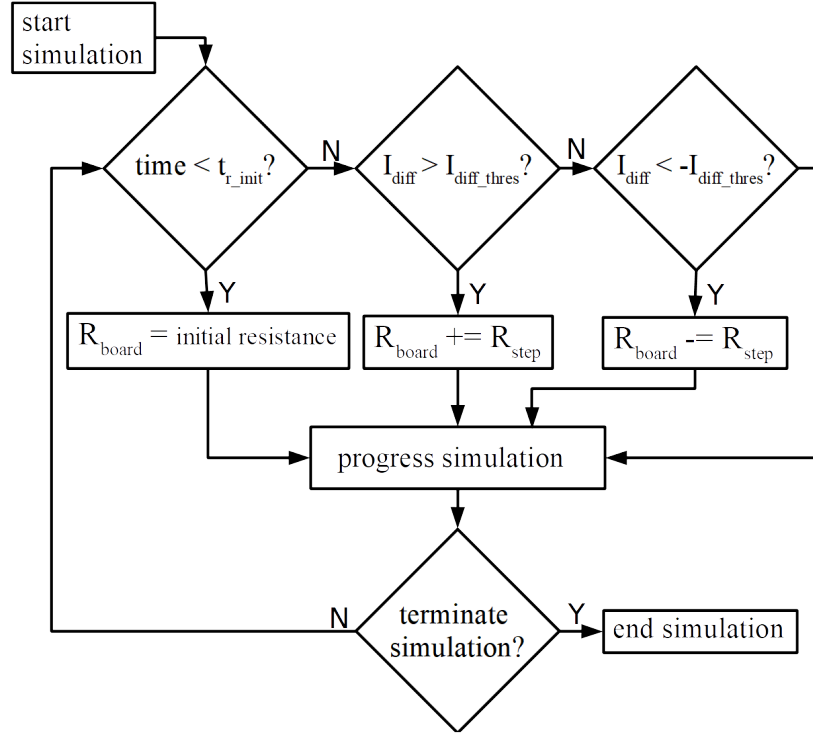 start
simulation
time < t_r_init?
N
I_diff > I_diff_thres?
N
I_diff < -I_diff_thres?
Y
Y
Y
R_board = initial resistance
R_board += R_step
R_board -= R_step
progress simulation
N
terminate
simulation?
Y
end simulation